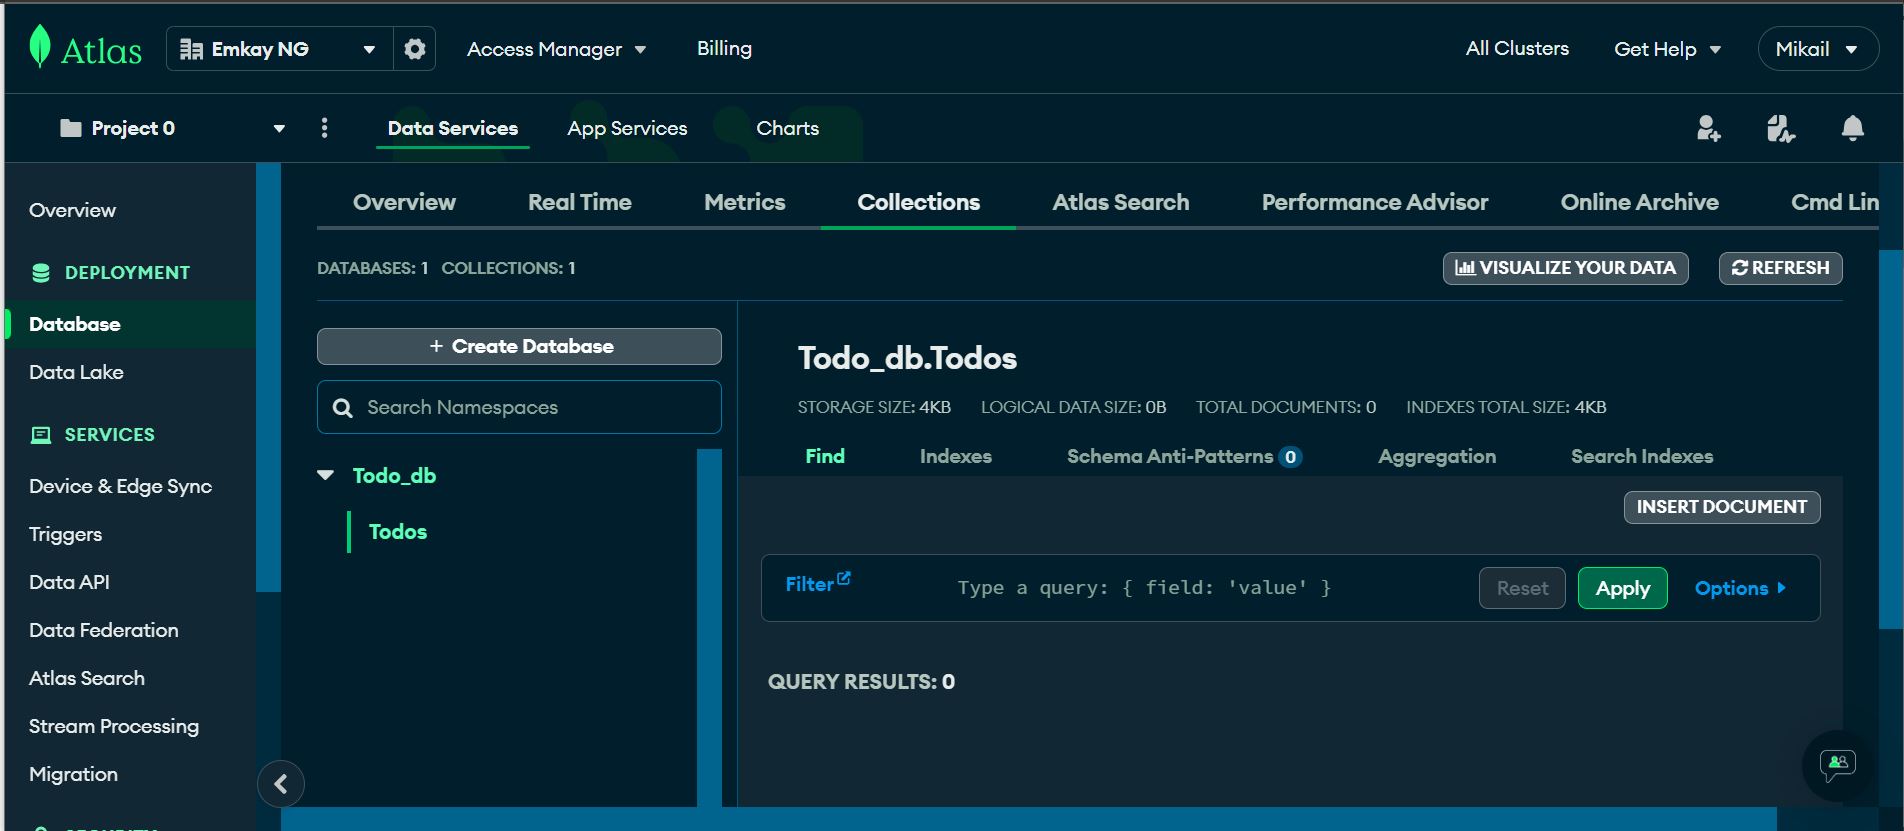 Atlas
Emkay NG
Access Manager
Billing
All Clusters
Get Help
Mikail
Project 0
Data Services
App Services
Charts
Overview
DEPLOYMENT
Database
Data Lake
SERVICES
Device & Edge Sync
Triggers
Data API
Data Federation
Atlas Search
Stream Processing
Migration
Overview
Real Time
Metrics
Collections
Atlas Search
Performance Advisor
Online Archive
Cmd Lin
DATABASES: 1 COLLECTIONS: 1
VISUALIZE YOUR DATA
REFRESH
+ Create Database
Search Namespaces
Todo_db
Todos
Todo_db.Todos
STORAGE SIZE: 4KB LOGICAL DATA SIZE: 0B TOTAL DOCUMENTS: 0 INDEXES TOTAL SIZE: 4KB
Find
Indexes
Schema Anti-Patterns 0
Aggregation
Search Indexes
INSERT DOCUMENT
Filter
Type a query: { field: 'value' }
Reset
Apply
Options
QUERY RESULTS: 0